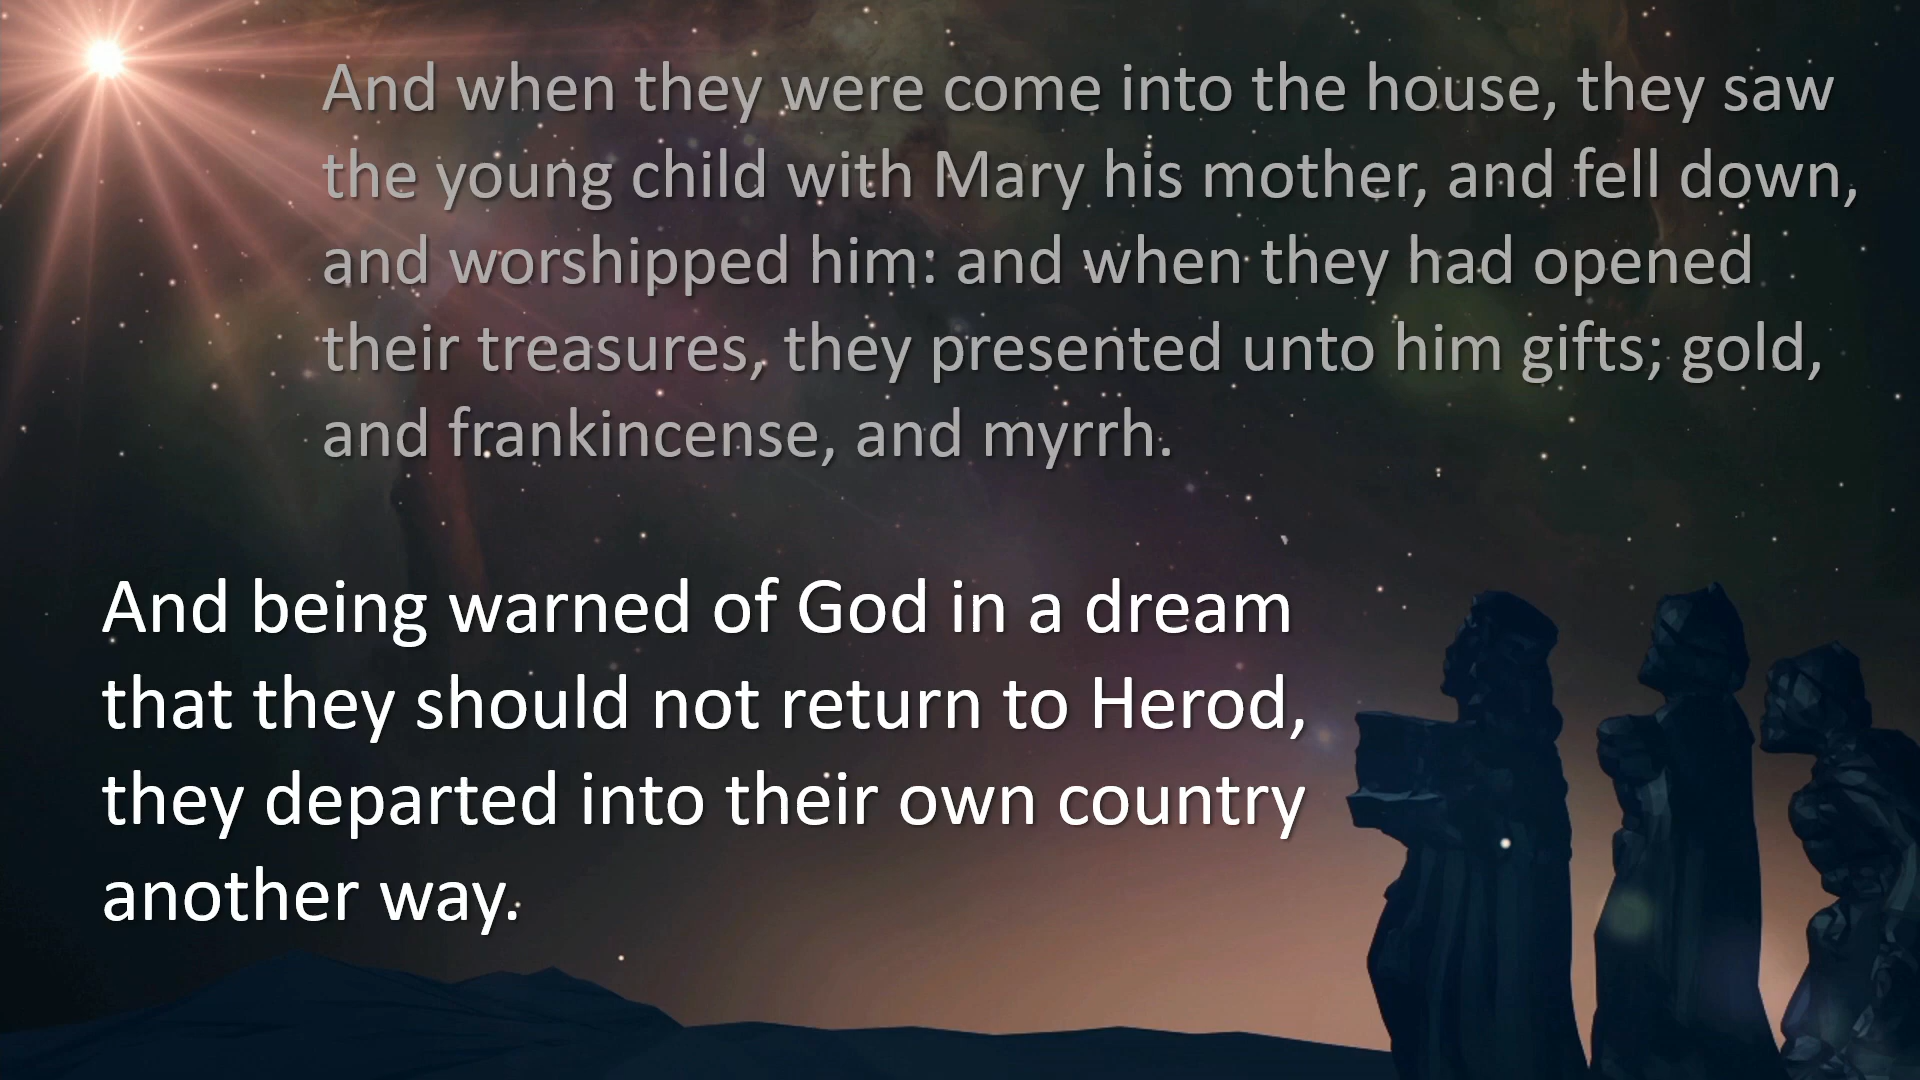 And when they were come into the house, they saw
the young child with Mary his mother, and fell down,
and worshipped him: and when they had opened
their treasures, they presented unto him gifts; gold,
and frankincense, and myrrh.
And being warned of God in a dream
that they should not return to Herod,
they departed into their own country
another way.